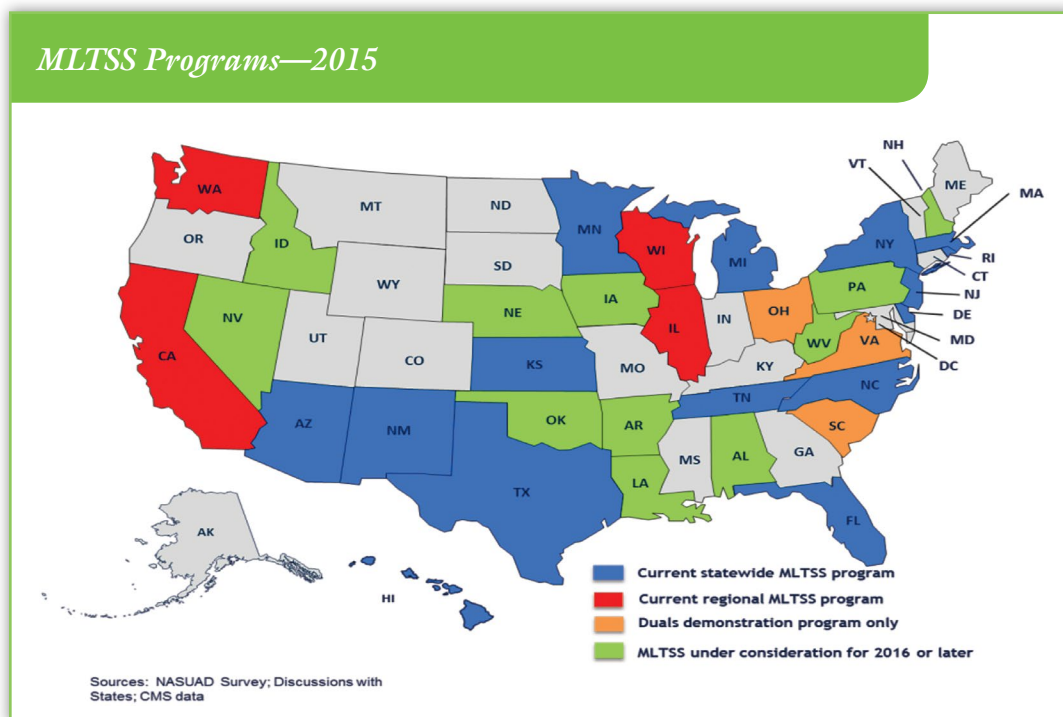 MLTSS Programs—2015
NH
VT
ME
WA
MA
MT
ND
MN
OR
ID
WI
NY
SD
MI
RI
CT
WY
PA
NJ
IA
NE
OH
DE
NV
IN
IL
MD
UT
WV
VA
CO
DC
CA
KS
MO
KY
NC
TN
OK
AZ
NM
AR
SC
MS
AL
GA
LA
TX
FL
AK
HI
Current statewide MLTSS program
Current regional MLTSS program
Duals demonstration program only
MLTSS under consideration for 2016 or later
Sources: NASUAD Survey; Discussions with
States; CMS data